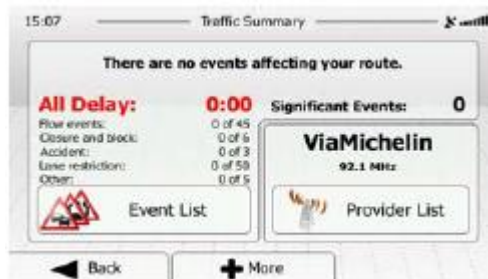 15:07 Traffic Summary
There are no events affecting your route.
All Delay: 0:00
Flow events: 0 of 45
Closure and block: 0 of 6
Accident: 0 of 3
Lane restriction: 0 of 50
Other: 0 of 5
Significant Events: 0
ViaMichelin
92.1 MHz
Event List
Provider List
Back
More